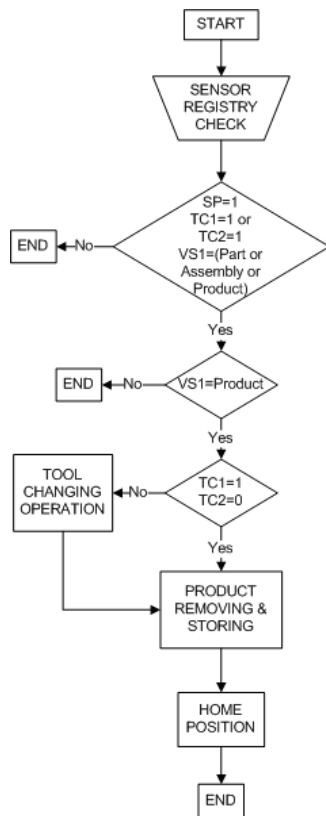 START
SENSOR
REGISTRY
CHECK
SP=1
TC1=1 or
TC2=1
VS1=(Part or
Assembly or
Product)
No
END
Yes
VS1=Product
No
END
Yes
TC1=1
TC2=0
No
TOOL
CHANGING
OPERATION
Yes
PRODUCT
REMOVING &
STORING
HOME
POSITION
END